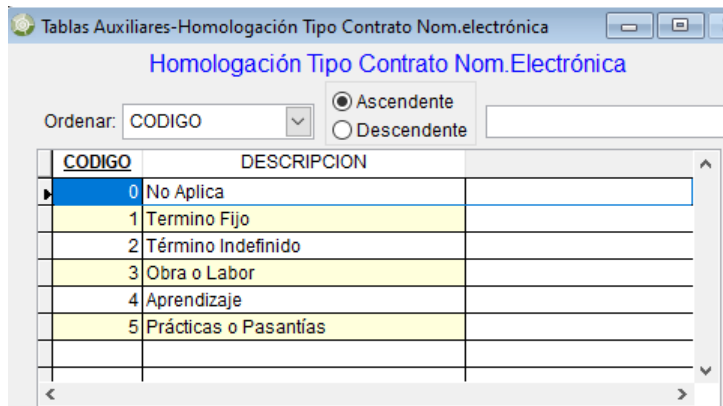 Tablas Auxiliares-Homologación Tipo Contrato Nom.electrónica
Homologación Tipo Contrato Nom.Electrónica
Ordenar: CODIGO
Ascendente
Descendente
CODIGO DESCRIPCION
0 No Aplica
1 Termino Fijo
2 Término Indefinido
3 Obra o Labor
4 Aprendizaje
5 Prácticas o Pasantías